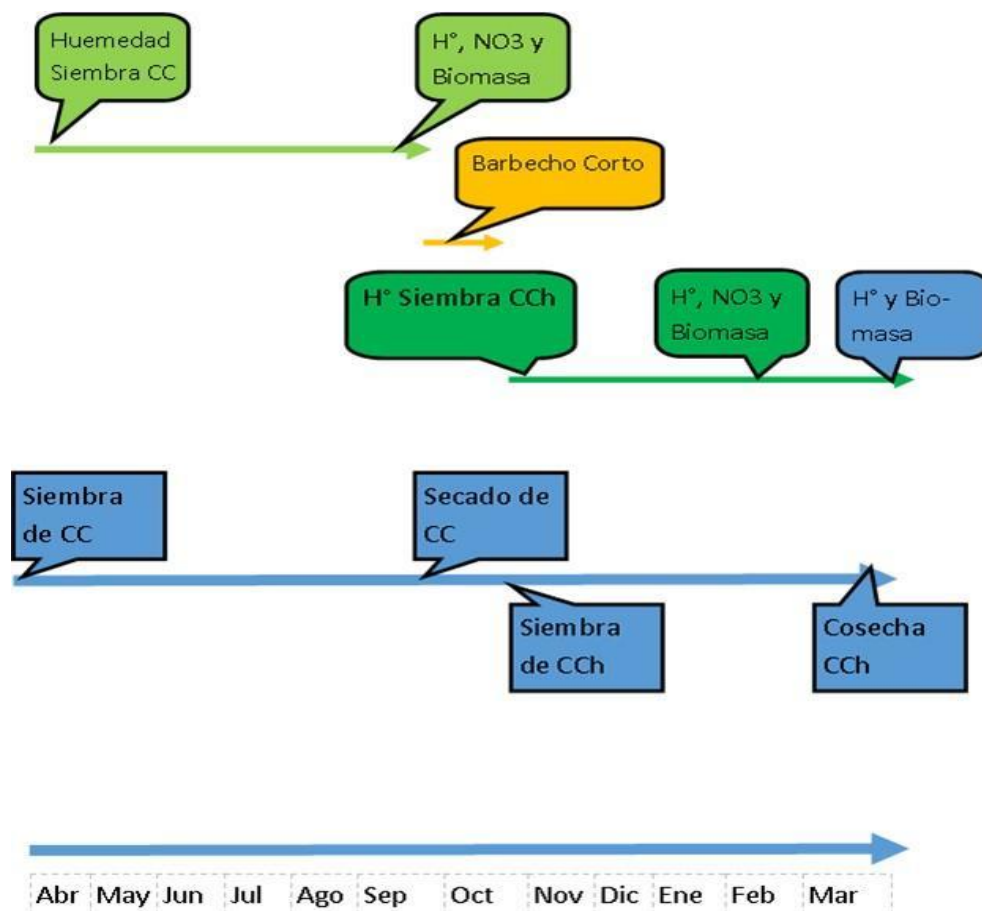 Huemedad
Siembra CC
H°, NO3 y
Biomasa
Barbecho Corto
H° Siembra CCh
H°, NO3 y
Biomasa
H° y Bio-
masa
Siembra
de CC
Secado de
CC
Siembra
de CCh
Cosecha
CCh
Abr May Jun Jul Ago Sep Oct Nov Dic Ene Feb Mar